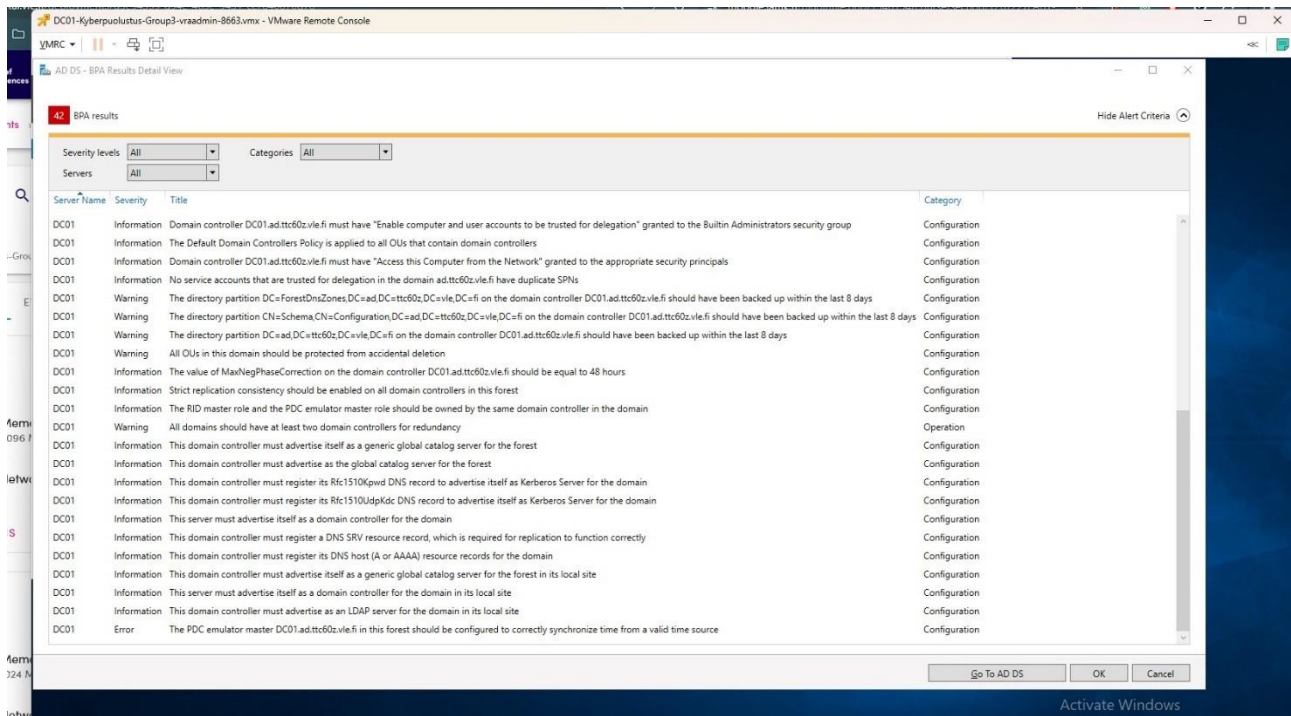 DC01-Kyberpuolustus-Group3-vraadmin-8663.vmx - VMware Remote Console
VMRC
AD DS - BPA Results Detail View
42 BPA results Hide Alert Criteria
Severity levels All Categories All
Servers All
Server Name Severity Title Category
DC01 Information Domain controller DC01.ad.ttc60z.vle.fi must have "Enable computer and user accounts to be trusted for delegation" granted to the Builtin Administrators security group Configuration
DC01 Information The Default Domain Controllers Policy is applied to all OUs that contain domain controllers Configuration
DC01 Information Domain controller DC01.ad.ttc60z.vle.fi must have "Access this Computer from the Network" granted to the appropriate security principals Configuration
DC01 Information No service accounts that are trusted for delegation in the domain ad.ttc60z.vle.fi have duplicate SPNs Configuration
DC01 Warning The directory partition DC=ForestDnsZones,DC=ad,DC=ttc60z,DC=vle,DC=fi on the domain controller DC01.ad.ttc60z.vle.fi should have been backed up within the last 8 days Configuration
DC01 Warning The directory partition CN=Schema,CN=Configuration,DC=ad,DC=ttc60z,DC=vle,DC=fi on the domain controller DC01.ad.ttc60z.vle.fi should have been backed up within the last 8 days Configuration
DC01 Warning The directory partition DC=ad,DC=ttc60z,DC=vle,DC=fi on the domain controller DC01.ad.ttc60z.vle.fi should have been backed up within the last 8 days Configuration
DC01 Warning All OUs in this domain should be protected from accidental deletion Configuration
DC01 Information The value of MaxNegPhaseCorrection on the domain controller DC01.ad.ttc60z.vle.fi should be equal to 48 hours Configuration
DC01 Information Strict replication consistency should be enabled on all domain controllers in this forest Configuration
DC01 Information The RID master role and the PDC emulator master role should be owned by the same domain controller in the domain Configuration
DC01 Warning All domains should have at least two domain controllers for redundancy Operation
DC01 Information This domain controller must advertise itself as a generic global catalog server for the forest Configuration
DC01 Information This domain controller must advertise as the global catalog server for the forest Configuration
DC01 Information This domain controller must register its Rfc1510Kpwd DNS record to advertise itself as Kerberos Server for the domain Configuration
DC01 Information This domain controller must register its Rfc1510UdpKdc DNS record to advertise itself as Kerberos Server for the domain Configuration
DC01 Information This server must advertise itself as a domain controller for the domain Configuration
DC01 Information This domain controller must register a DNS SRV resource record, which is required for replication to function correctly Configuration
DC01 Information This domain controller must register its DNS host (A or AAAA) resource records for the domain Configuration
DC01 Information This domain controller must advertise itself as a generic global catalog server for the forest in its local site Configuration
DC01 Information This server must advertise itself as a domain controller for the domain in its local site Configuration
DC01 Information This domain controller must advertise as an LDAP server for the domain in its local site Configuration
DC01 Error The PDC emulator master DC01.ad.ttc60z.vle.fi in this forest should be configured to correctly synchronize time from a valid time source Configuration
Go To AD DS OK Cancel
Activate Windows